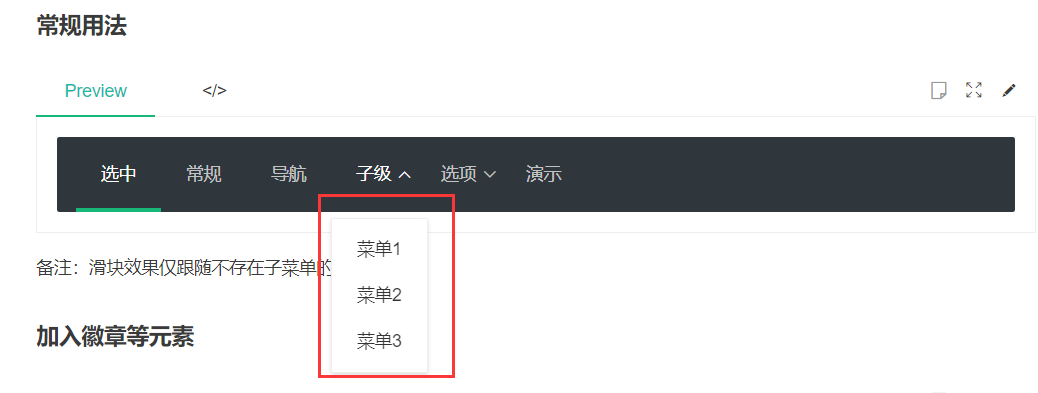 常规用法
Preview </>
选中 常规 导航 子级 选项 演示
菜单1
备注：滑块效果仅跟随不存在子菜单的
菜单2
加入徽章等元素
菜单3